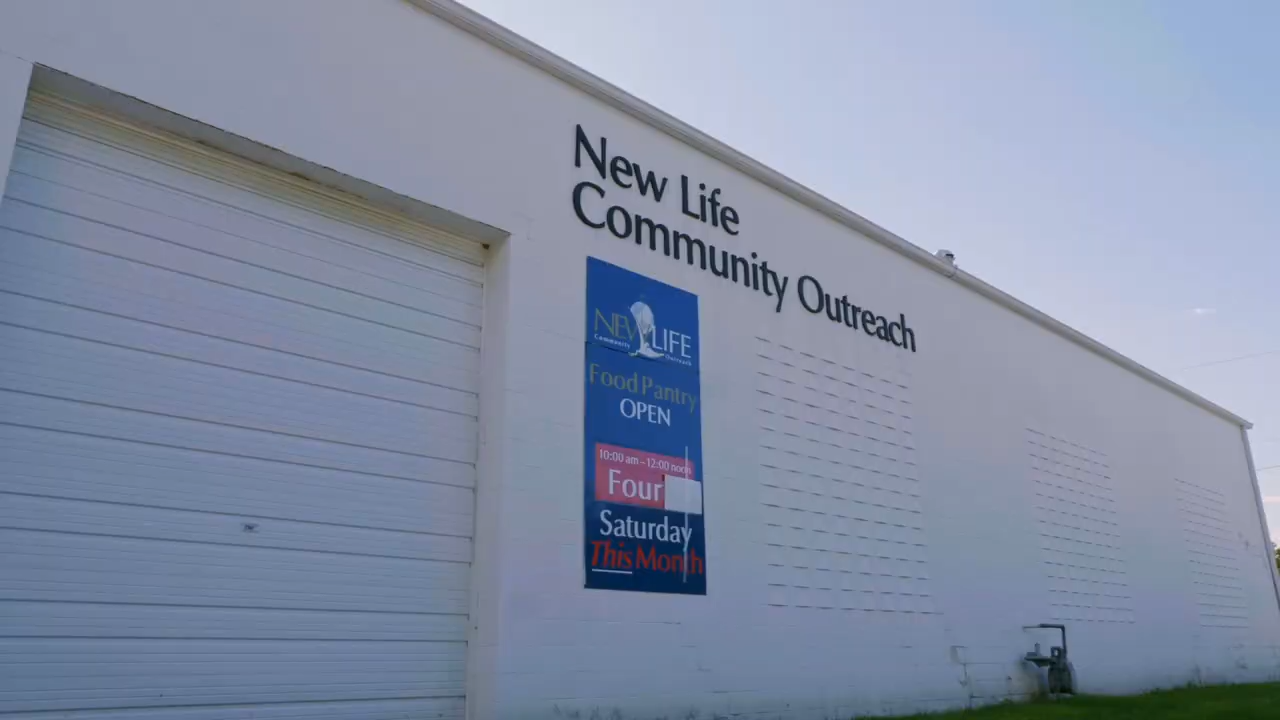 New Life
Community Outreach
NEW LIFE
Community Outreach
Food Pantry
OPEN
10:00 am - 12:00 noon
Four
Saturday
This Month